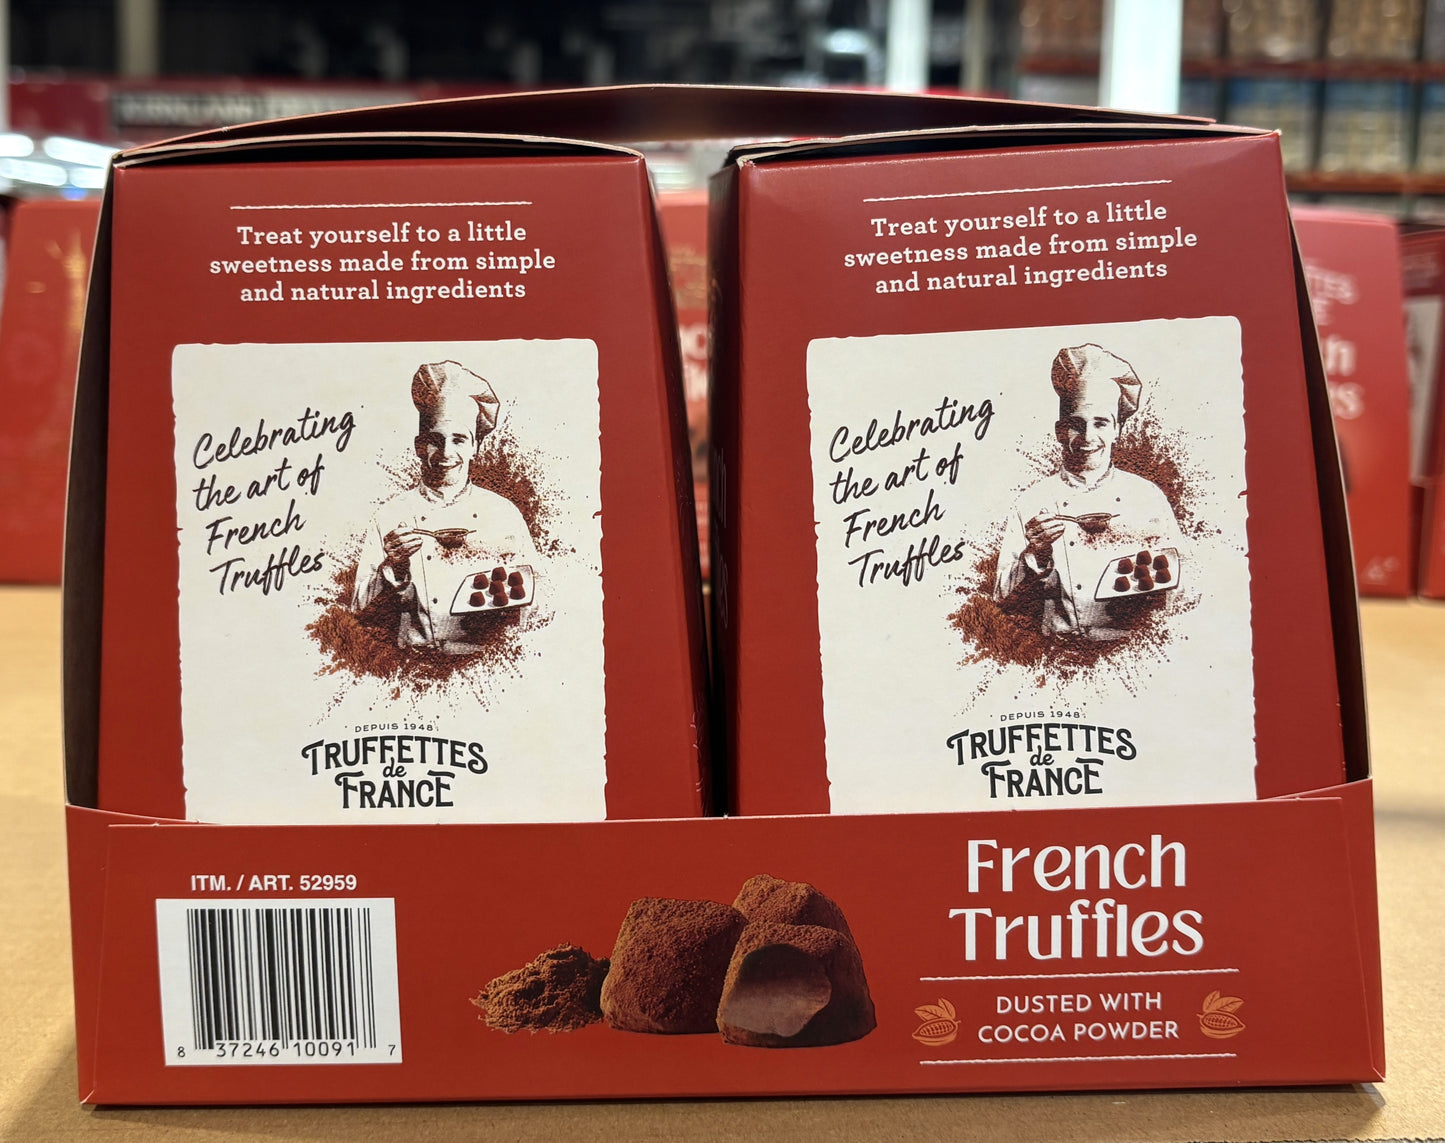 KIRKLAND
Treat yourself to a little
sweetness made from simple
and natural ingredients
Celebrating
the art of
French
Truffles
DEPUIS 1948
TRUFFETTES
de
FRANCE
Treat yourself to a little
sweetness made from simple
and natural ingredients
Celebrating
the art of
French
Truffles
DEPUIS 1948
TRUFFETTES
de
FRANCE
ITM. / ART. 52959
8 37246 10091 7
French
Truffles
DUSTED WITH
COCOA POWDER